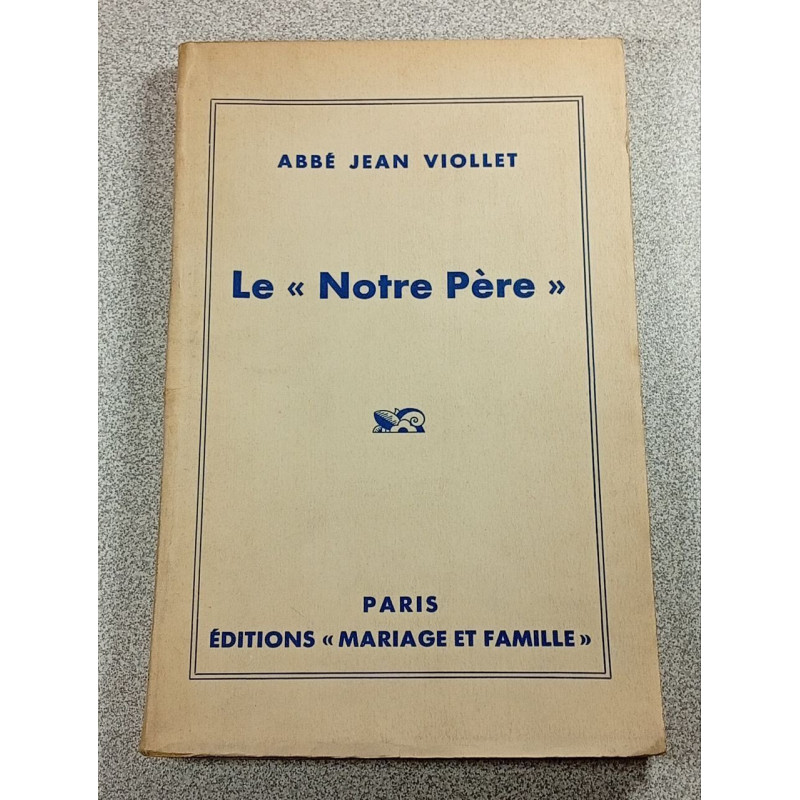 ABBÉ JEAN VIOLLET
Le « Notre Père »
PARIS
ÉDITIONS « MARIAGE ET FAMILLE »